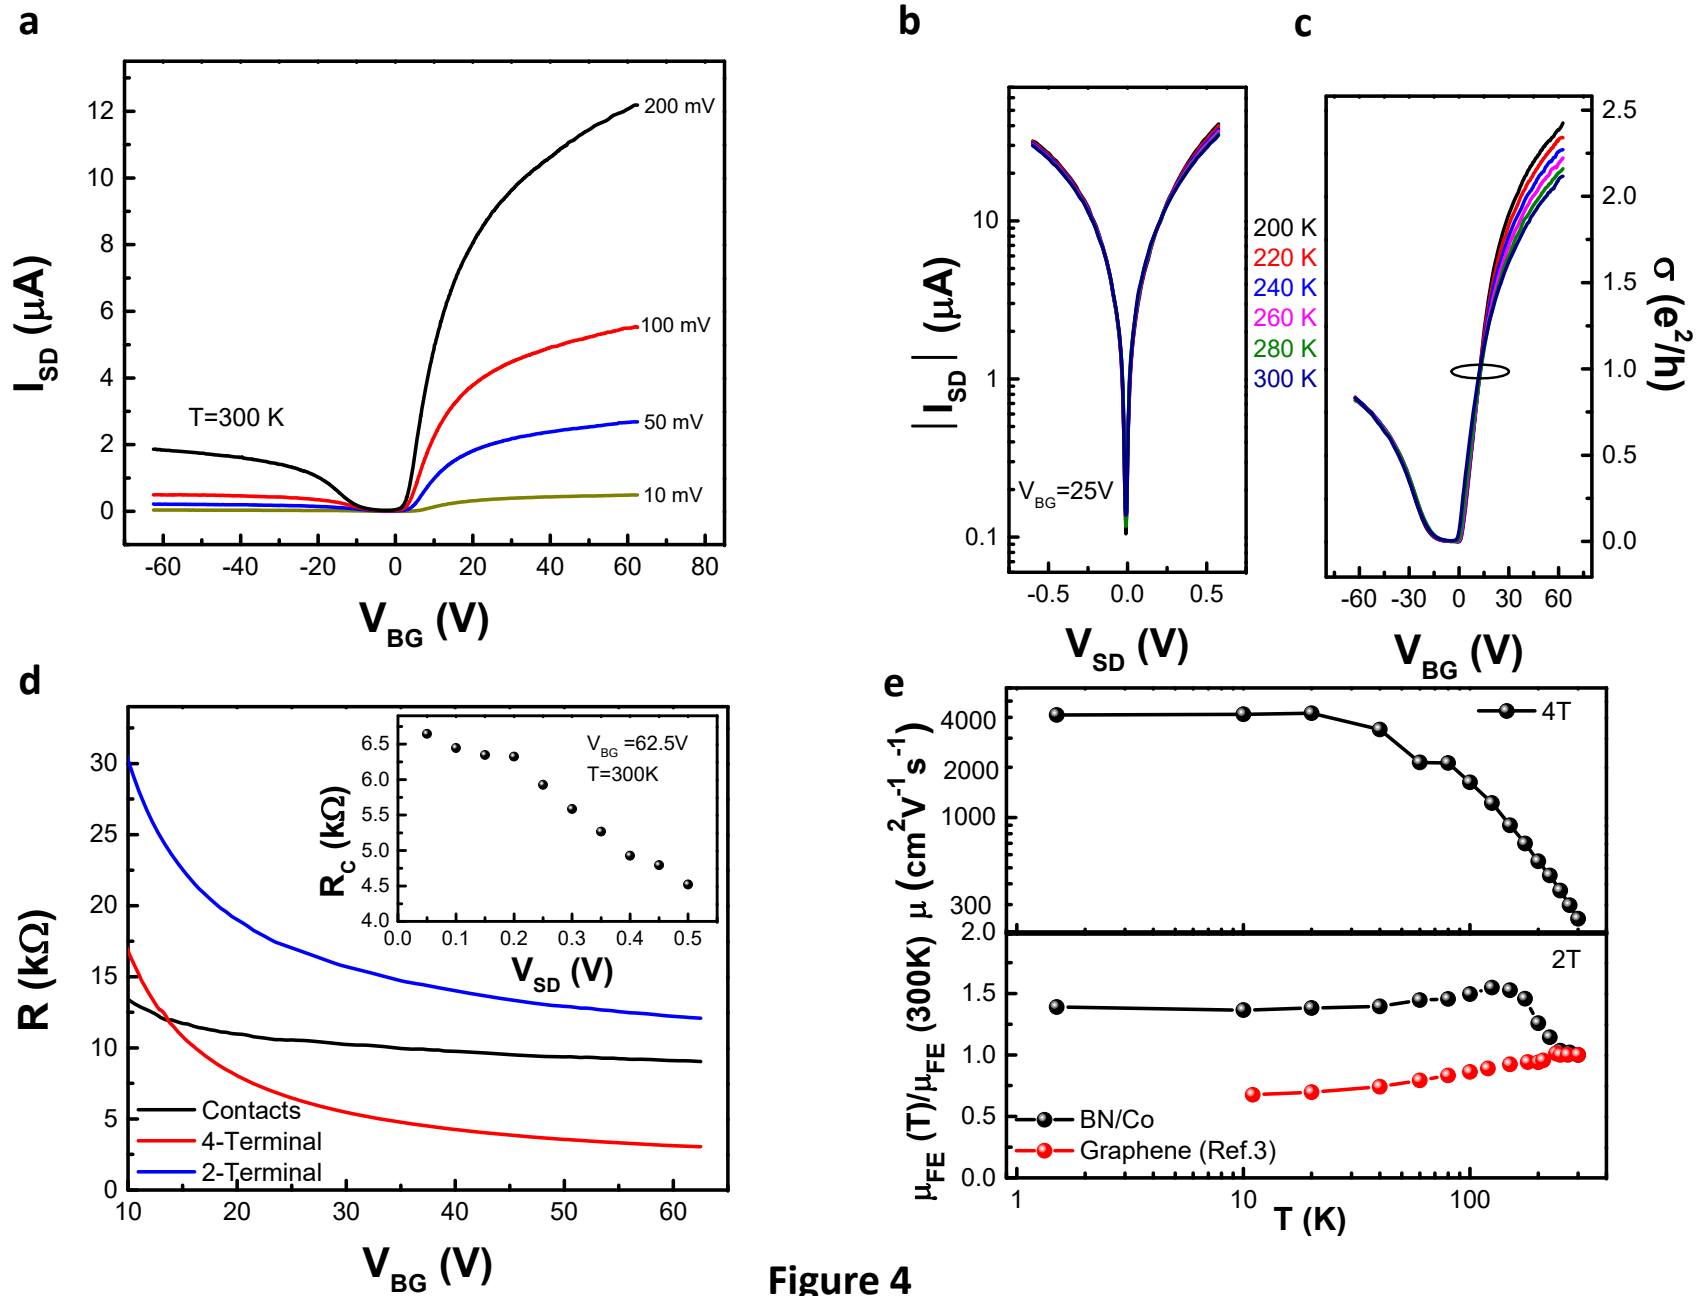 a
I_SD (μA)
12
10
8
6
4
2
0
200 mV
100 mV
50 mV
10 mV
T=300 K
-60 -40 -20 0 20 40 60 80
V_BG (V)
b
|I_SD| (μA)
10
1
0.1
V_BG=25V
-0.5 0.0 0.5
V_SD (V)
200 K
220 K
240 K
260 K
280 K
300 K
c
2.5
2.0
1.5
1.0
0.5
0.0
σ (e²/h)
-60 -30 0 30 60
V_BG (V)
d
R (kΩ)
30
25
20
15
10
5
0
Contacts
4-Terminal
2-Terminal
10 20 30 40 50 60
V_BG (V)
R_C (kΩ)
6.5
6.0
5.5
5.0
4.5
4.0
V_BG =62.5V
T=300K
0.0 0.1 0.2 0.3 0.4 0.5
V_SD (V)
e
μ (cm²V⁻¹s⁻¹)
4000
2000
1000
300
4T
μ_FE (T)/μ_FE (300K)
2.0
1.5
1.0
0.5
0.0
2T
BN/Co
Graphene (Ref.3)
1 10 100
T (K)
Figure 4